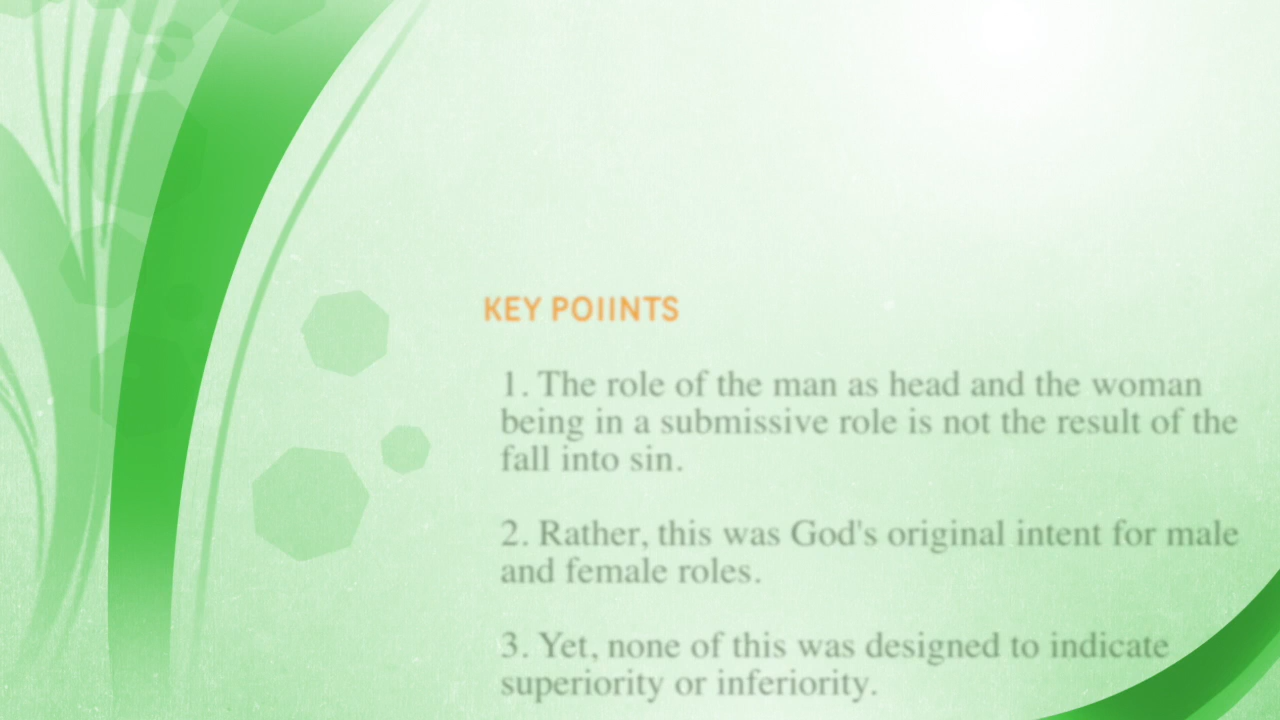 KEY POIINTS
1. The role of the man as head and the woman
being in a submissive role is not the result of the
fall into sin.
2. Rather, this was God's original intent for male
and female roles.
3. Yet, none of this was designed to indicate
superiority or inferiority.